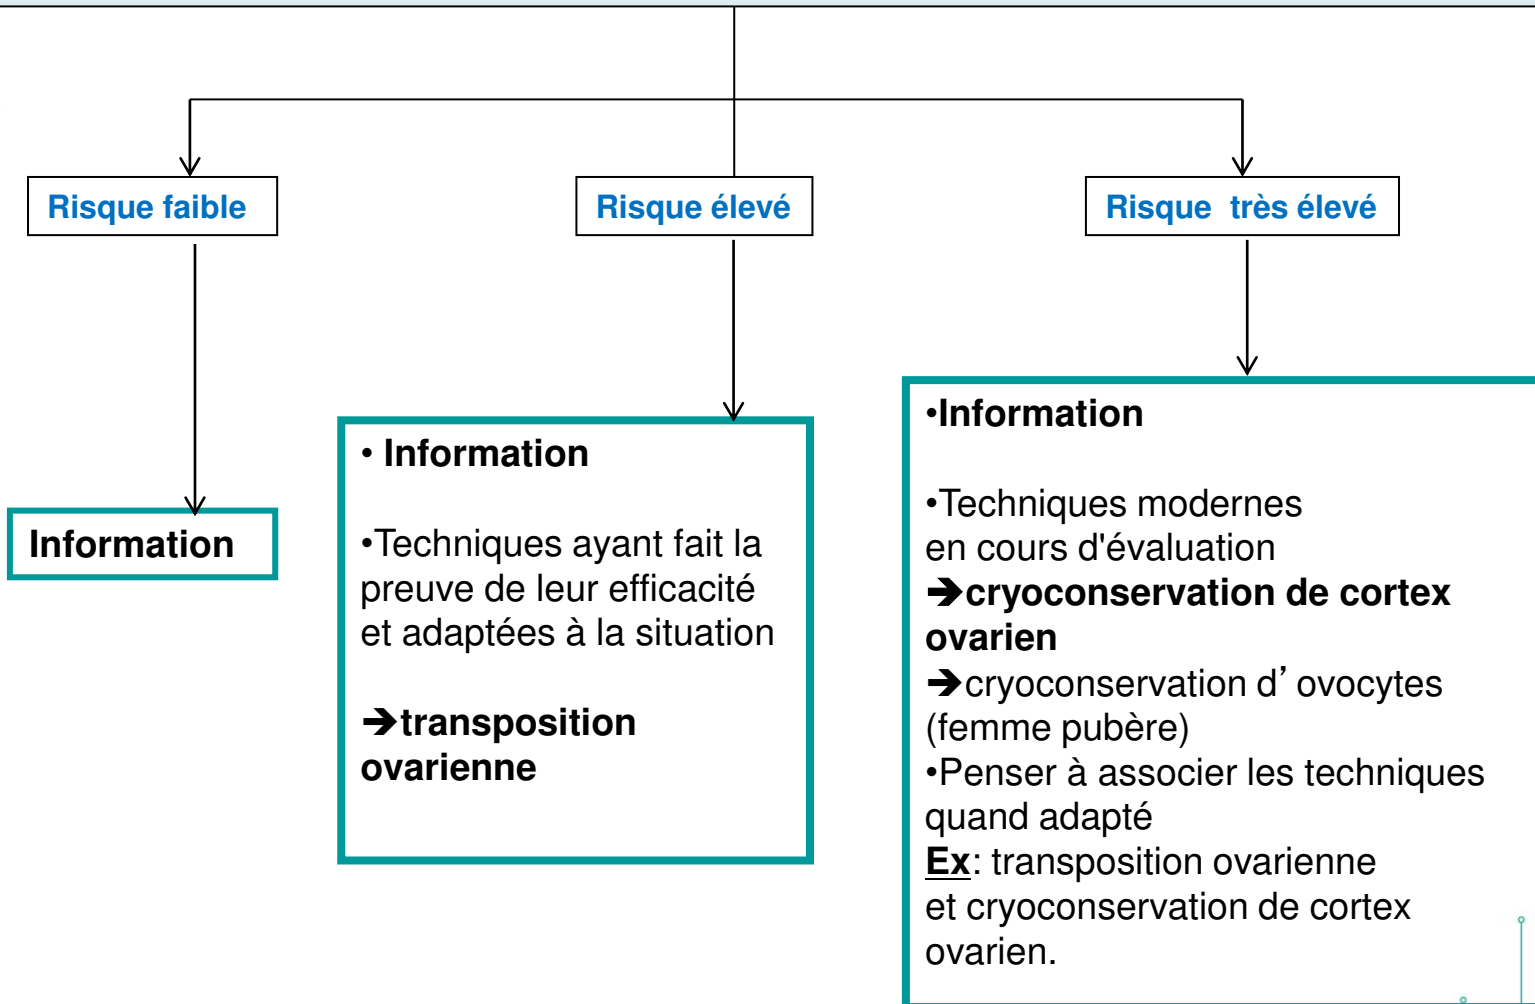 Risque faible
Risque élevé
Risque très élevé
Information
• Information
•Techniques ayant fait la
preuve de leur efficacité
et adaptées à la situation
➔transposition
ovarienne
•Information
•Techniques modernes
en cours d'évaluation
➔cryoconservation de cortex
ovarien
➔cryoconservation d’ ovocytes
(femme pubère)
•Penser à associer les techniques
quand adapté
Ex: transposition ovarienne
et cryoconservation de cortex
ovarien.